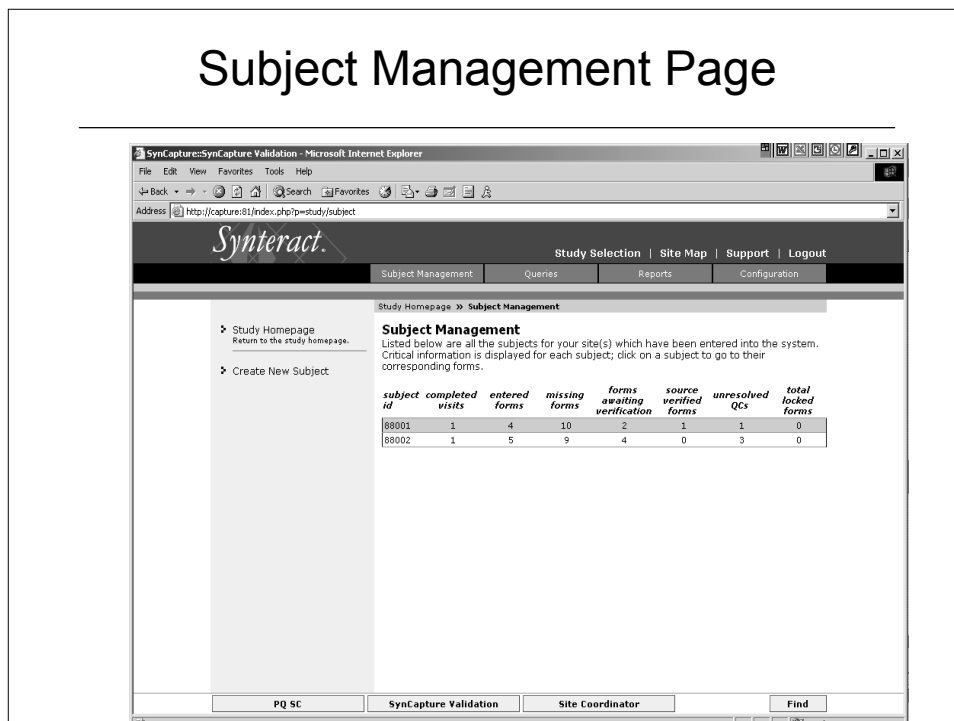 Subject Management Page
SynCapture::SynCapture Validation - Microsoft Internet Explorer
File Edit View Favorites Tools Help
Back Search Favorites
Address http://capture:81/index.php?p=study/subject
Synteract.
Study Selection | Site Map | Support | Logout
Subject Management Queries Reports Configuration
Study Homepage » Subject Management
Study Homepage
Return to the study homepage.
Create New Subject
Subject Management
Listed below are all the subjects for your site(s) which have been entered into the system.
Critical information is displayed for each subject; click on a subject to go to their
corresponding forms.
subject id completed visits entered forms missing forms forms awaiting verification source verified forms unresolved QCs total locked forms
88001 1 4 10 2 1 1 0
88002 1 5 9 4 0 3 0
PQ SC SynCapture Validation Site Coordinator Find